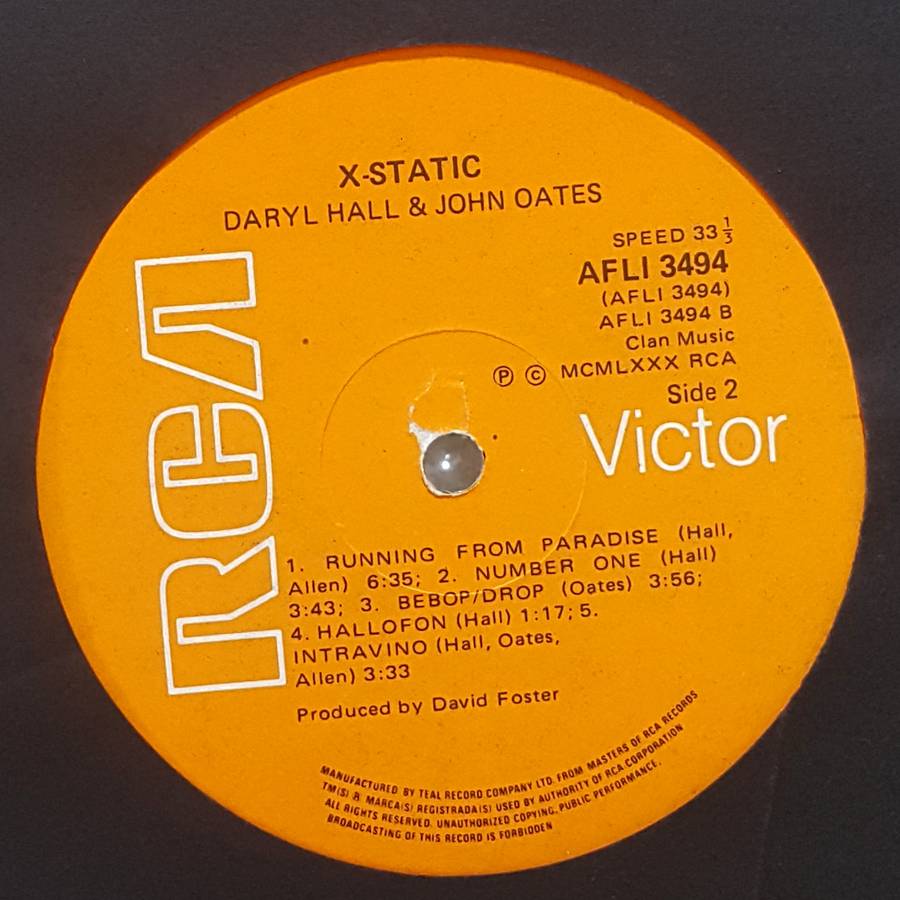 X-STATIC
DARYL HALL & JOHN OATES
SPEED 33 1/3
AFLI 3494
(AFLI 3494)
AFLI 3494 B
Clan Music
Ⓟ © MCMLXXX RCA
Side 2
RCA
Victor
1. RUNNING FROM PARADISE (Hall,
Allen) 6:35; 2. NUMBER ONE (Hall)
3:43; 3. BEBOP/DROP (Oates) 3:56;
4. HALLOFON (Hall) 1:17; 5.
INTRAVINO (Hall, Oates,
Allen) 3:33
Produced by David Foster
MANUFACTURED BY TEAL RECORD COMPANY LTD. FROM MASTERS OF RCA RECORDS
TM(S) ® MARCA(S) REGISTRADA(S) USED BY AUTHORITY OF RCA CORPORATION
ALL RIGHTS RESERVED. UNAUTHORIZED COPYING, PUBLIC PERFORMANCE.
BROADCASTING OF THIS RECORD IS FORBIDDEN